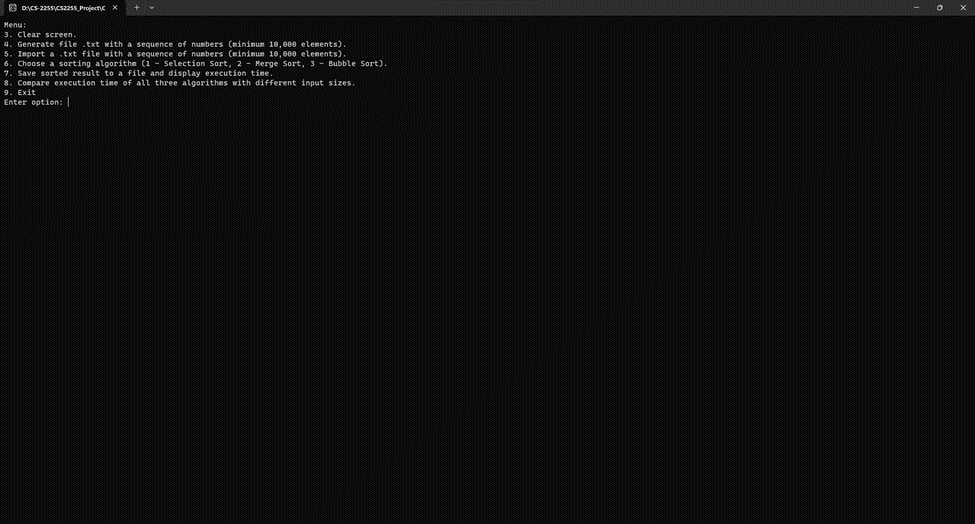 D:\CS-2255\CS2255_Project\C
Menu:
3. Clear screen.
4. Generate file .txt with a sequence of numbers (minimum 10,000 elements).
5. Import a .txt file with a sequence of numbers (minimum 10,000 elements).
6. Choose a sorting algorithm (1 - Selection Sort, 2 - Merge Sort, 3 - Bubble Sort).
7. Save sorted result to a file and display execution time.
8. Compare execution time of all three algorithms with different input sizes.
9. Exit
Enter option: